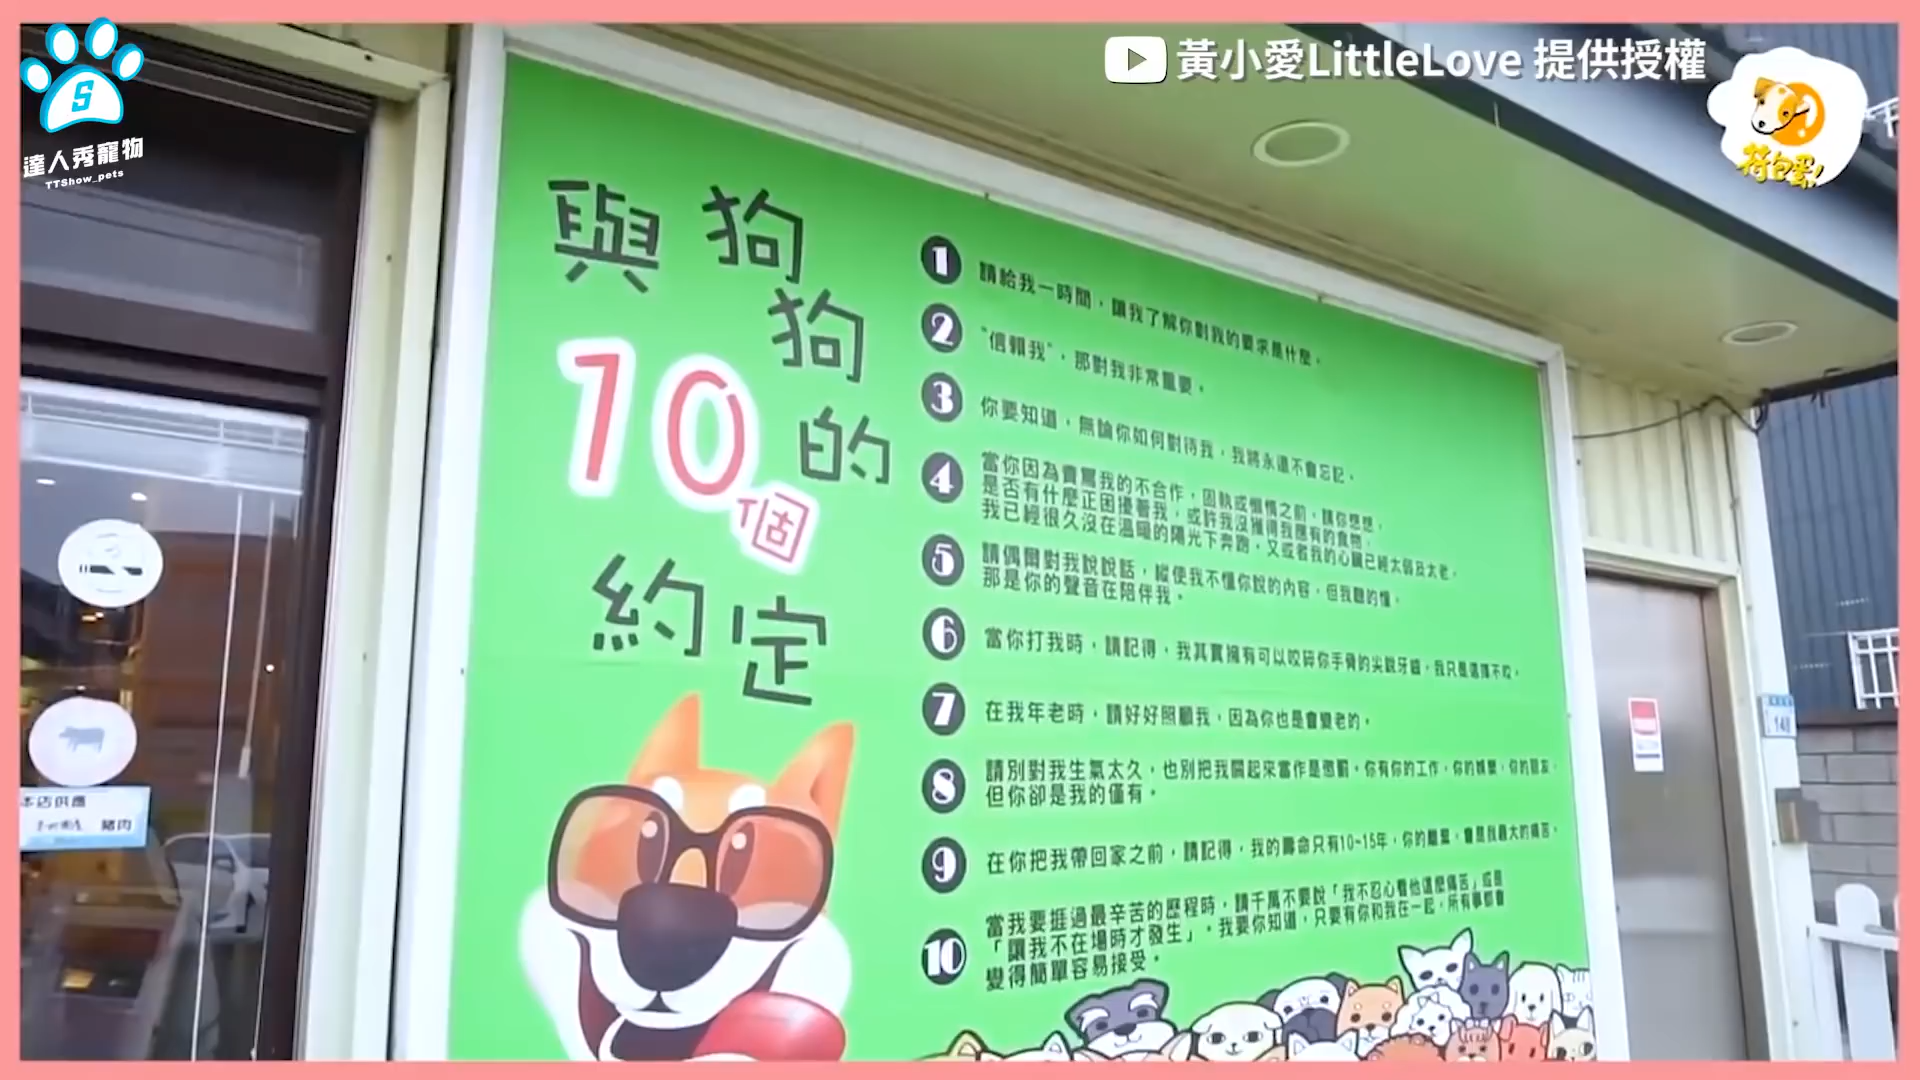 達人秀寵物
TTShow_pets
黃小愛LittleLove 提供授權
荷包蛋!
與狗狗的
10個
約定
1 請給我一時間，讓我了解你對我的要求是什麼。
2 "信賴我"，那對我非常重要。
3 你要知道，無論你如何對待我，我將永遠不會忘記。
4 當你因為責罵我的不合作，固執或懶惰之前，請你想想，
是否有什麼正困擾著我，或許我沒獲得我應有的食物，
我已經很久沒在溫暖的陽光下奔跑，又或者我的心臟已經太弱及太老。
5 請偶爾對我說說話，縱使我不懂你說的內容，但我聽的懂，
那是你的聲音在陪伴我。
6 當你打我時，請記得，我其實擁有可以咬碎你手骨的尖銳牙齒，我只是選擇不咬。
7 在我年老時，請好好照顧我，因為你也是會變老的。
8 請別對我生氣太久，也別把我關起來當作是懲罰。你有你的工作，你的娛樂，你的朋友，
但你卻是我的僅有。
9 在你把我帶回家之前，請記得，我的壽命只有10~15年，你的離棄，會是我最大的痛苦。
10 當我要捱過最辛苦的歷程時，請千萬不要說「我不忍心看他這麼痛苦」或是
「讓我不在場時才發生」。我要你知道，只要有你和我在一起，所有事都會
變得簡單容易接受。
本店供應
豬肉
148